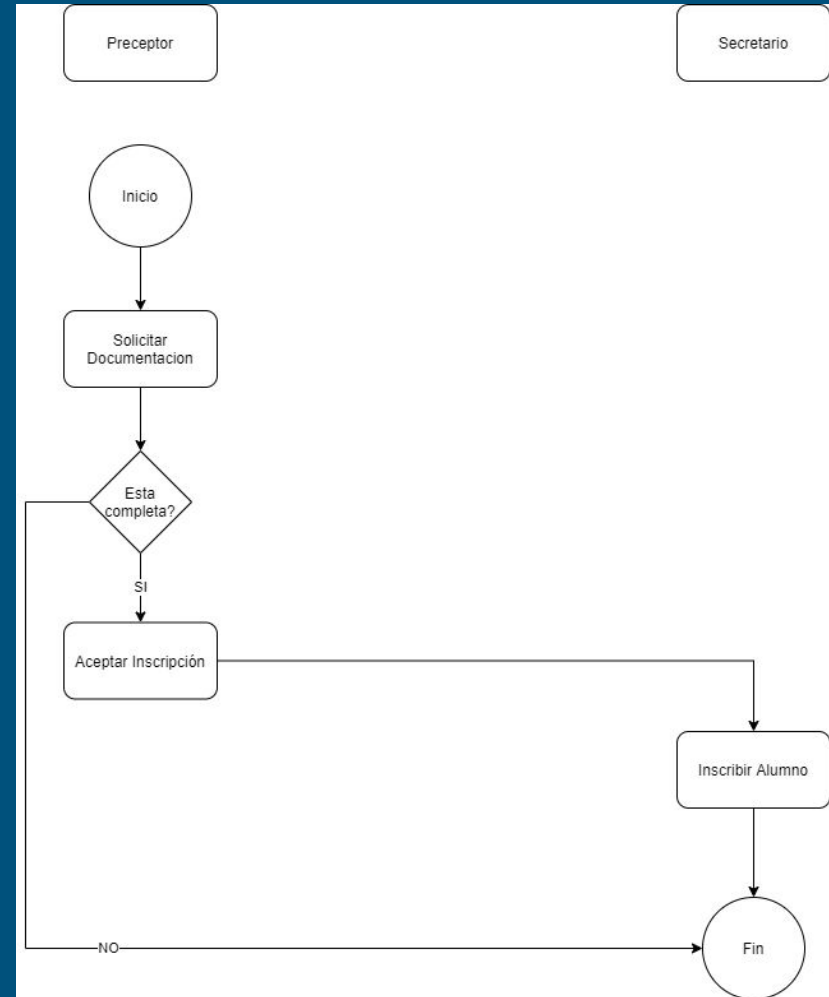 Preceptor
Secretario
Inicio
Solicitar
Documentacion
Esta
completa?
SI
Aceptar Inscripción
Inscribir Alumno
NO
Fin